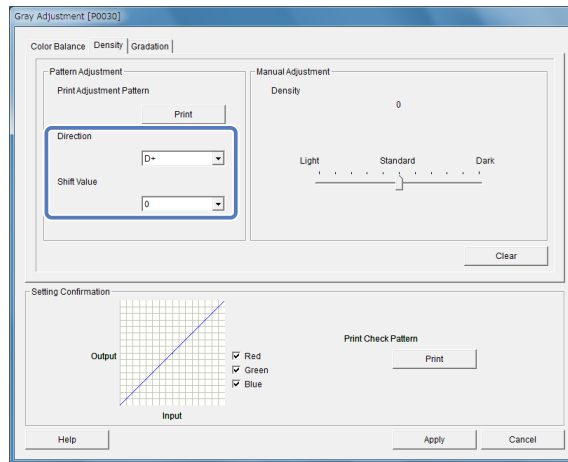 Gray Adjustment [P0030]
Color Balance Density Gradation
Pattern Adjustment
Print Adjustment Pattern
Print
Direction
D+
Shift Value
0
Manual Adjustment
Density
0
Light Standard Dark
Clear
Setting Confirmation
Output
Input
Red
Green
Blue
Print Check Pattern
Print
Help Apply Cancel